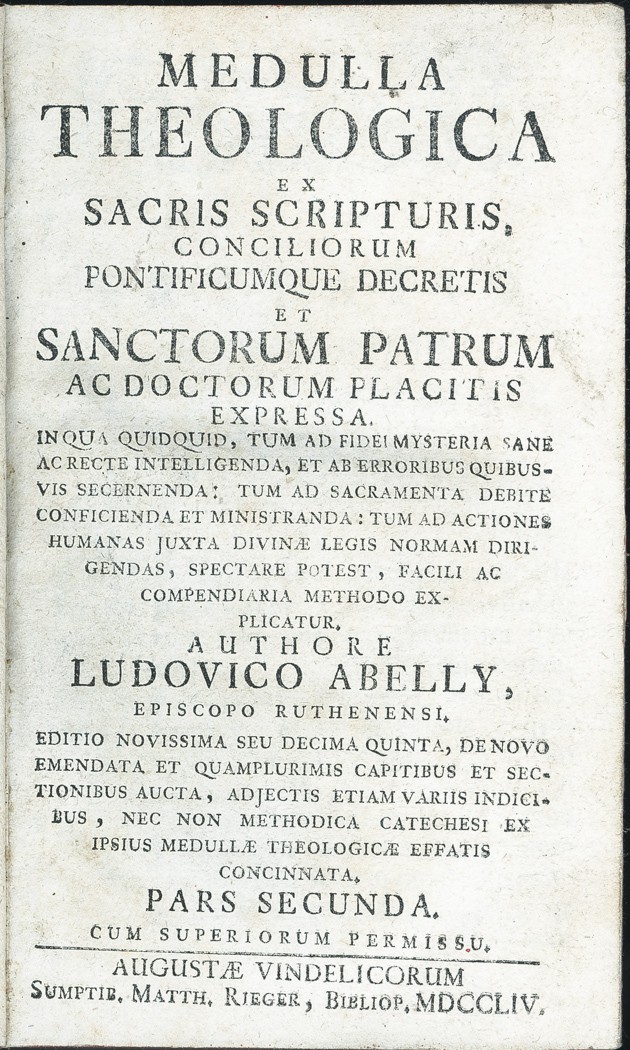 MEDULLA
THEOLOGICA
EX
SACRIS SCRIPTURIS,
CONCILIORUM
PONTIFICUMQUE DECRETIS
ET
SANCTORUM PATRUM
AC DOCTORUM PLACITIS
EXPRESSA.
IN QUA QUIDQUID, TUM AD FIDEI MYSTERIA SANE
AC RECTE INTELLIGENDA, ET AB ERRORIBUS QUIBUS-
VIS SECERNENDA: TUM AD SACRAMENTA DEBITE
CONFICIENDA ET MINISTRANDA: TUM AD ACTIONES
HUMANAS JUXTA DIVINÆ LEGIS NORMAM DIRI-
GENDAS, SPECTARE POTEST, FACILI AC
COMPENDIARIA METHODO EX-
PLICATUR.
AUTHORE
LUDOVICO ABELLY,
EPISCOPO RUTHENENSI.
EDITIO NOVISSIMA SEU DECIMA QUINTA, DE NOVO
EMENDATA ET QUAMPLURIMIS CAPITIBUS ET SEC-
TIONIBUS AUCTA, ADJECTIS ETIAM VARIIS INDICI-
BUS, NEC NON METHODICA CATECHESI EX
IPSIUS MEDULLÆ THEOLOGICÆ EFFATIS
CONCINNATA.
PARS SECUNDA.
CUM SUPERIORUM PERMISSU.
AUGUSTÆ VINDELICORUM
SUMPTIB. MATTH. RIEGER, BIBLIOP. MDCCLIV.